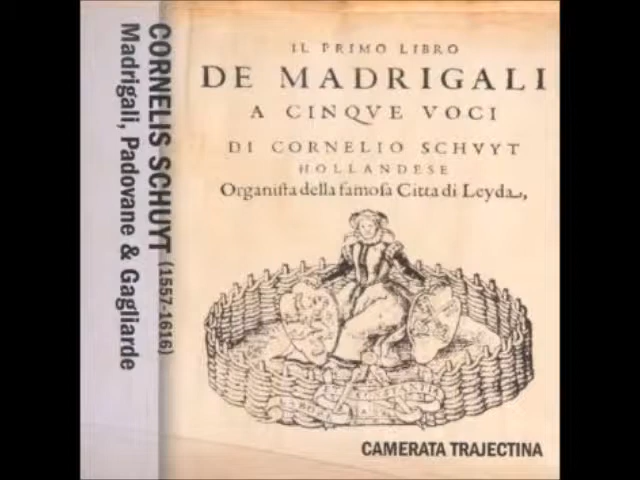 CORNELIS SCHUYT (1557-1616)
Madrigali, Padovane & Gagliarde
IL PRIMO LIBRO
DE MADRIGALI
A CINQVE VOCI
DI CORNELIO SCHVYT
HOLLANDESE
Organiſta della famoſa Citta di Leyda,
CAMERATA TRAJECTINA